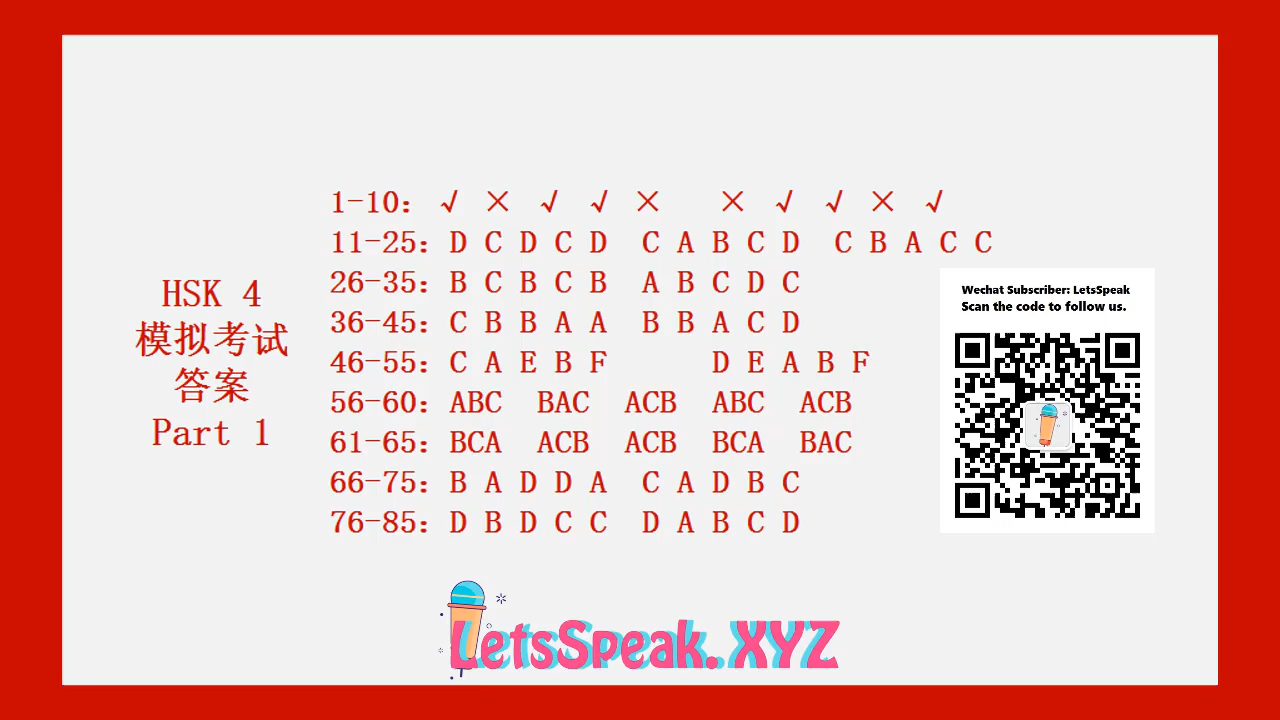 HSK 4
模拟考试
答案
Part 1
1-10: √ × √ √ × × √ √ × √
11-25: D C D C D C A B C D C B A C C
26-35: B C B C B A B C D C
36-45: C B B A A B B A C D
46-55: C A E B F D E A B F
56-60: ABC BAC ACB ABC ACB
61-65: BCA ACB ACB BCA BAC
66-75: B A D D A C A D B C
76-85: D B D C C D A B C D
Wechat Subscriber: LetsSpeak
Scan the code to follow us.
LetsSpeak.XYZ